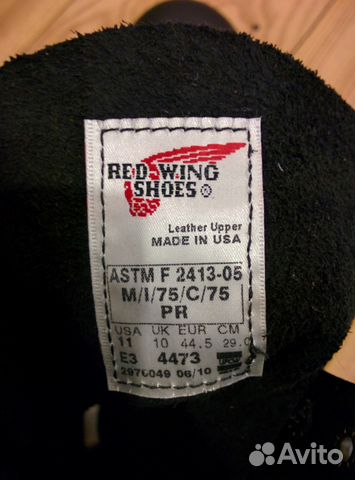 RED WING
SHOES®
Leather Upper
MADE IN USA
ASTM F 2413-05
M/I/75/C/75
PR
USA UK EUR CM
11 10 44.5 29.0
E3 4473
2976049 06/10
Avito